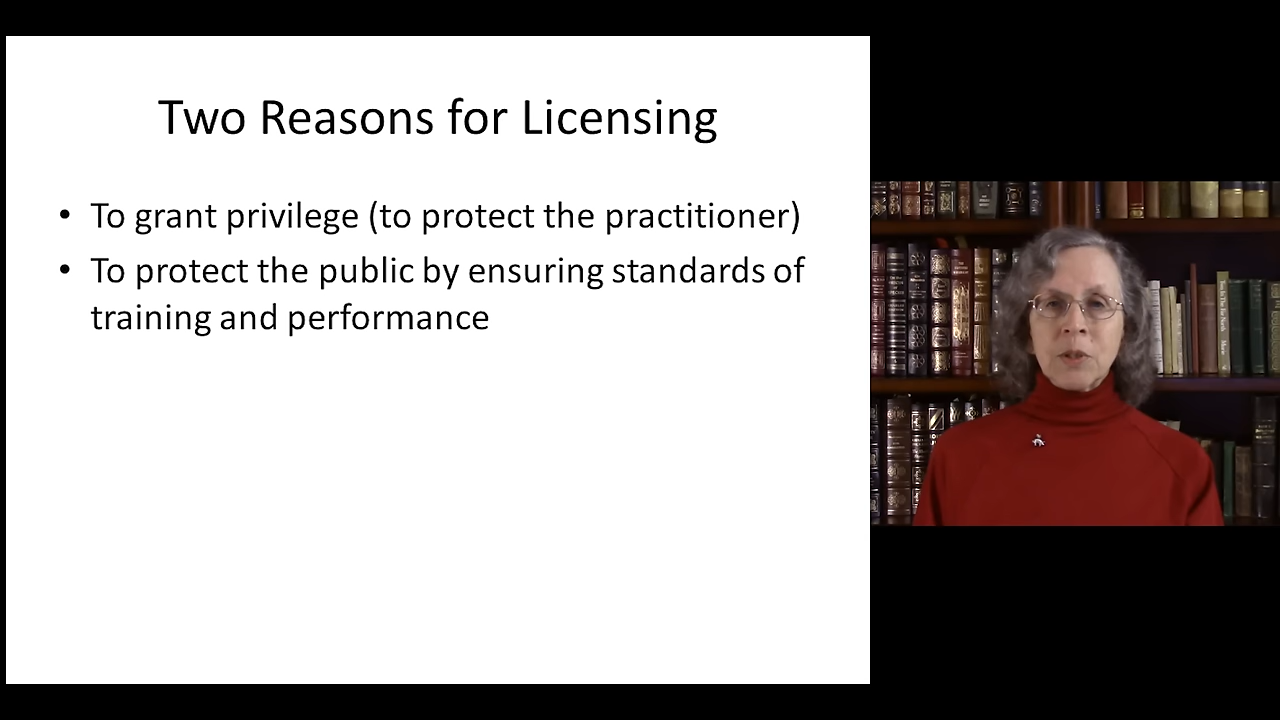 Two Reasons for Licensing
• To grant privilege (to protect the practitioner)
• To protect the public by ensuring standards of
training and performance